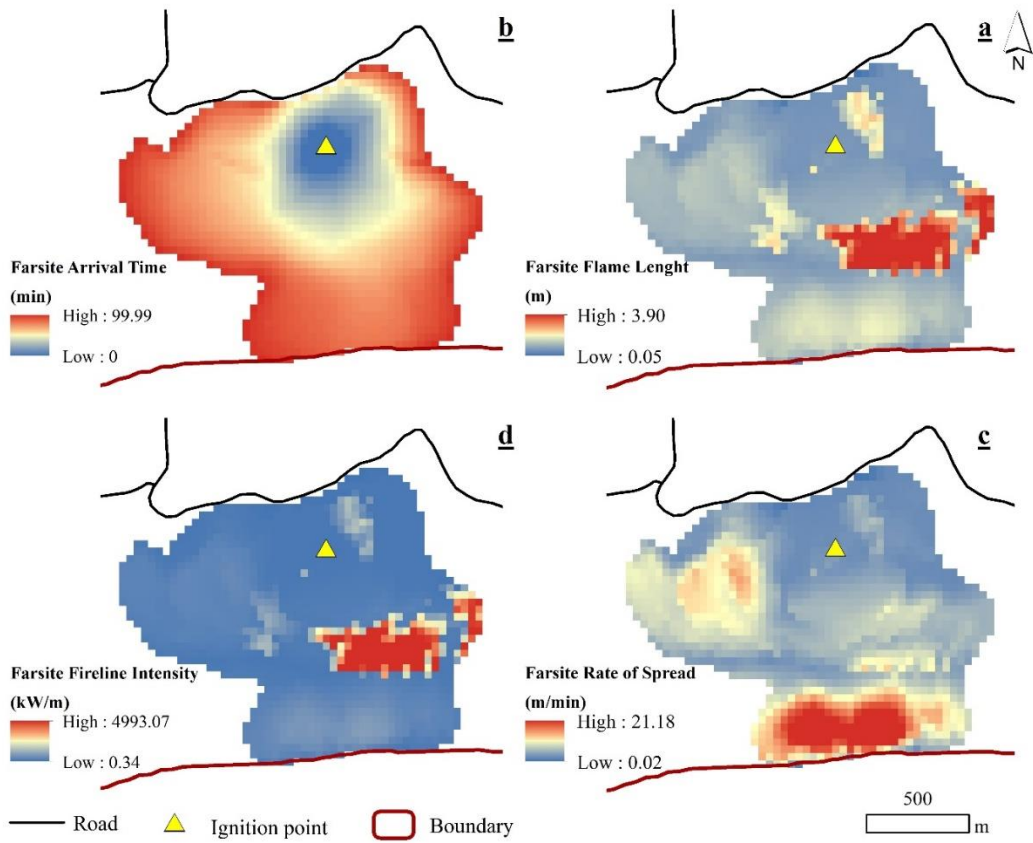 b
a
N
Farsite Arrival Time
(min)
High : 99.99
Low : 0
Farsite Flame Lenght
(m)
High : 3.90
Low : 0.05
d
c
Farsite Fireline Intensity
(kW/m)
High : 4993.07
Low : 0.34
Farsite Rate of Spread
(m/min)
High : 21.18
Low : 0.02
Road
Ignition point
Boundary
500
m